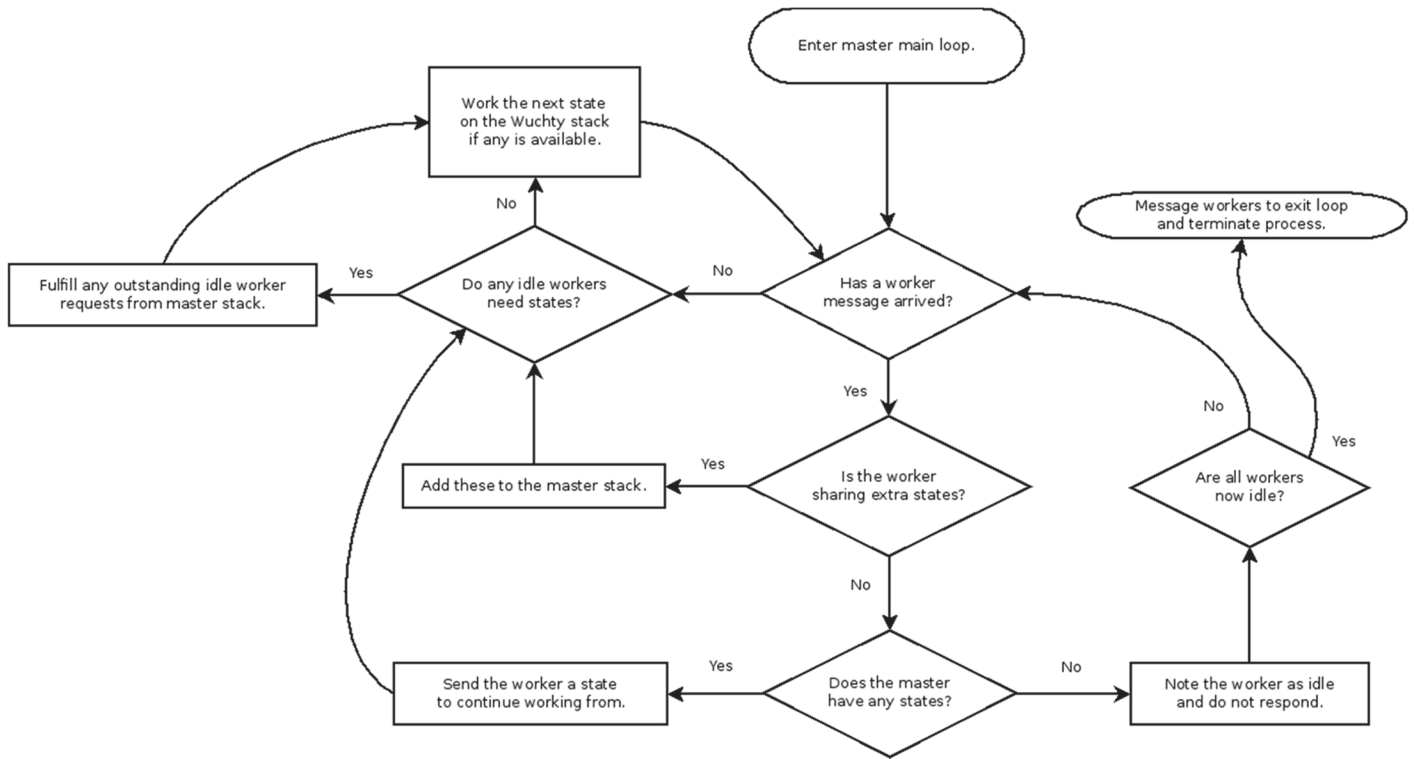 Enter master main loop.
Work the next state
on the Wuchty stack
if any is available.
No
Message workers to exit loop
and terminate process.
Fulfill any outstanding idle worker
requests from master stack.
Yes
Do any idle workers
need states?
No
Has a worker
message arrived?
Yes
No
Yes
Add these to the master stack.
Yes
Is the worker
sharing extra states?
Are all workers
now idle?
No
Send the worker a state
to continue working from.
Yes
Does the master
have any states?
No
Note the worker as idle
and do not respond.